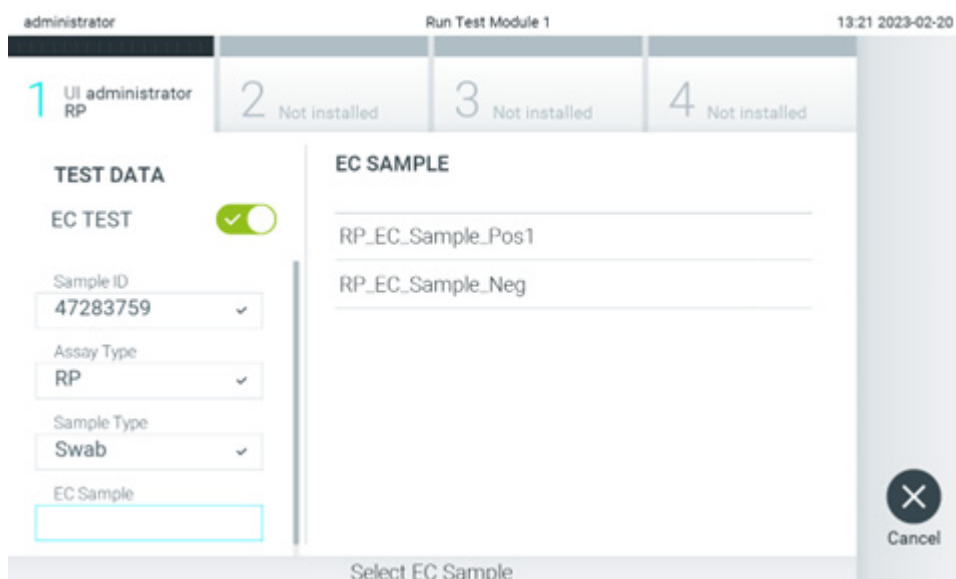 administrator Run Test Module 1 13:21 2023-02-20
1 UI administrator RP
2 Not installed
3 Not installed
4 Not installed
TEST DATA
EC TEST
Sample ID
47283759
Assay Type
RP
Sample Type
Swab
EC Sample
EC SAMPLE
RP_EC_Sample_Pos1
RP_EC_Sample_Neg
Cancel
Select EC Sample